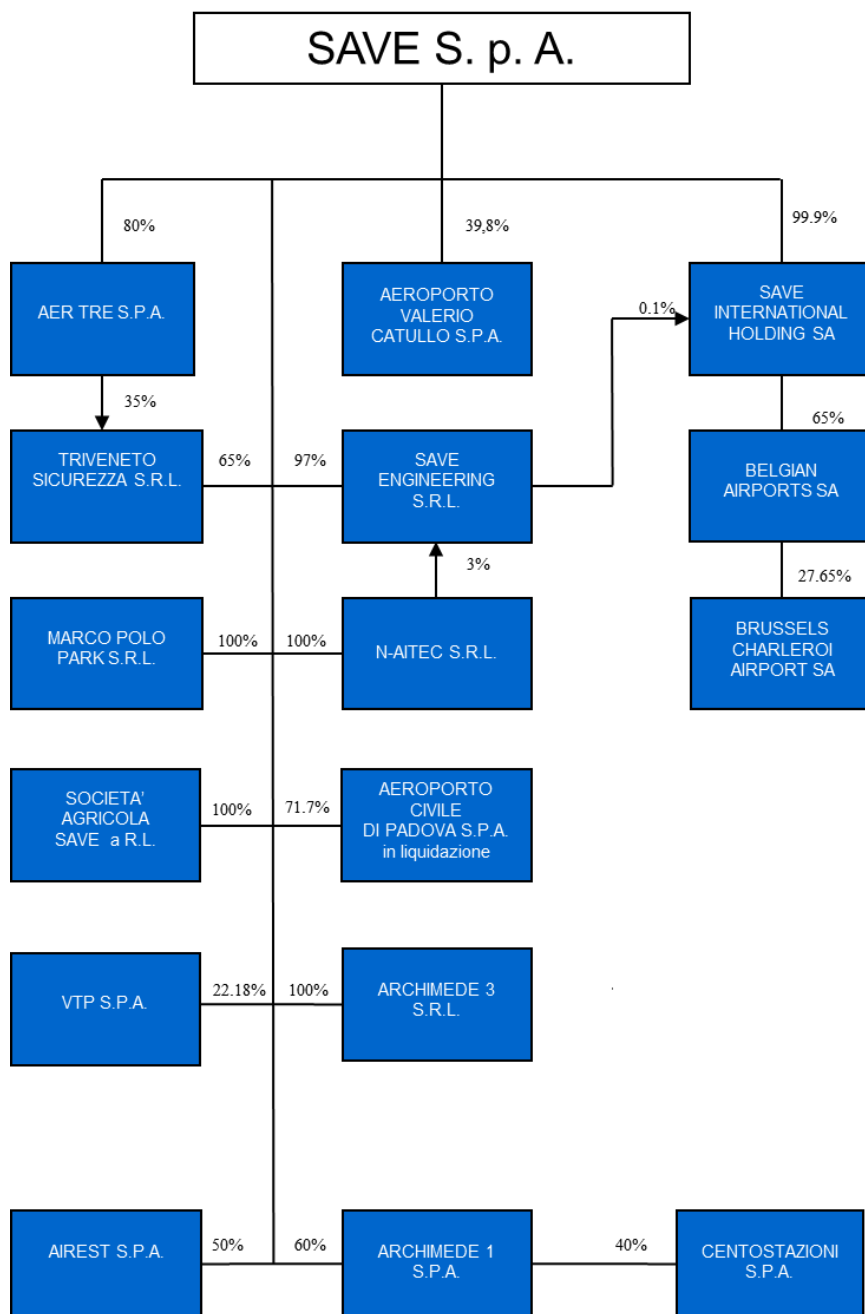 SAVE S. p. A.
80%
39,8%
99.9%
AER TRE S.P.A.
AEROPORTO
VALERIO
CATULLO S.P.A.
0.1%
SAVE
INTERNATIONAL
HOLDING SA
35%
65%
TRIVENETO
SICUREZZA S.R.L.
65%
97%
SAVE
ENGINEERING
S.R.L.
BELGIAN
AIRPORTS SA
3%
27.65%
MARCO POLO
PARK S.R.L.
100%
100%
N-AITEC S.R.L.
BRUSSELS
CHARLEROI
AIRPORT SA
SOCIETA’
AGRICOLA
SAVE a R.L.
100%
71.7%
AEROPORTO
CIVILE
DI PADOVA S.P.A.
in liquidazione
VTP S.P.A.
22.18%
100%
ARCHIMEDE 3
S.R.L.
AIREST S.P.A.
50%
60%
ARCHIMEDE 1
S.P.A.
40%
CENTOSTAZIONI
S.P.A.